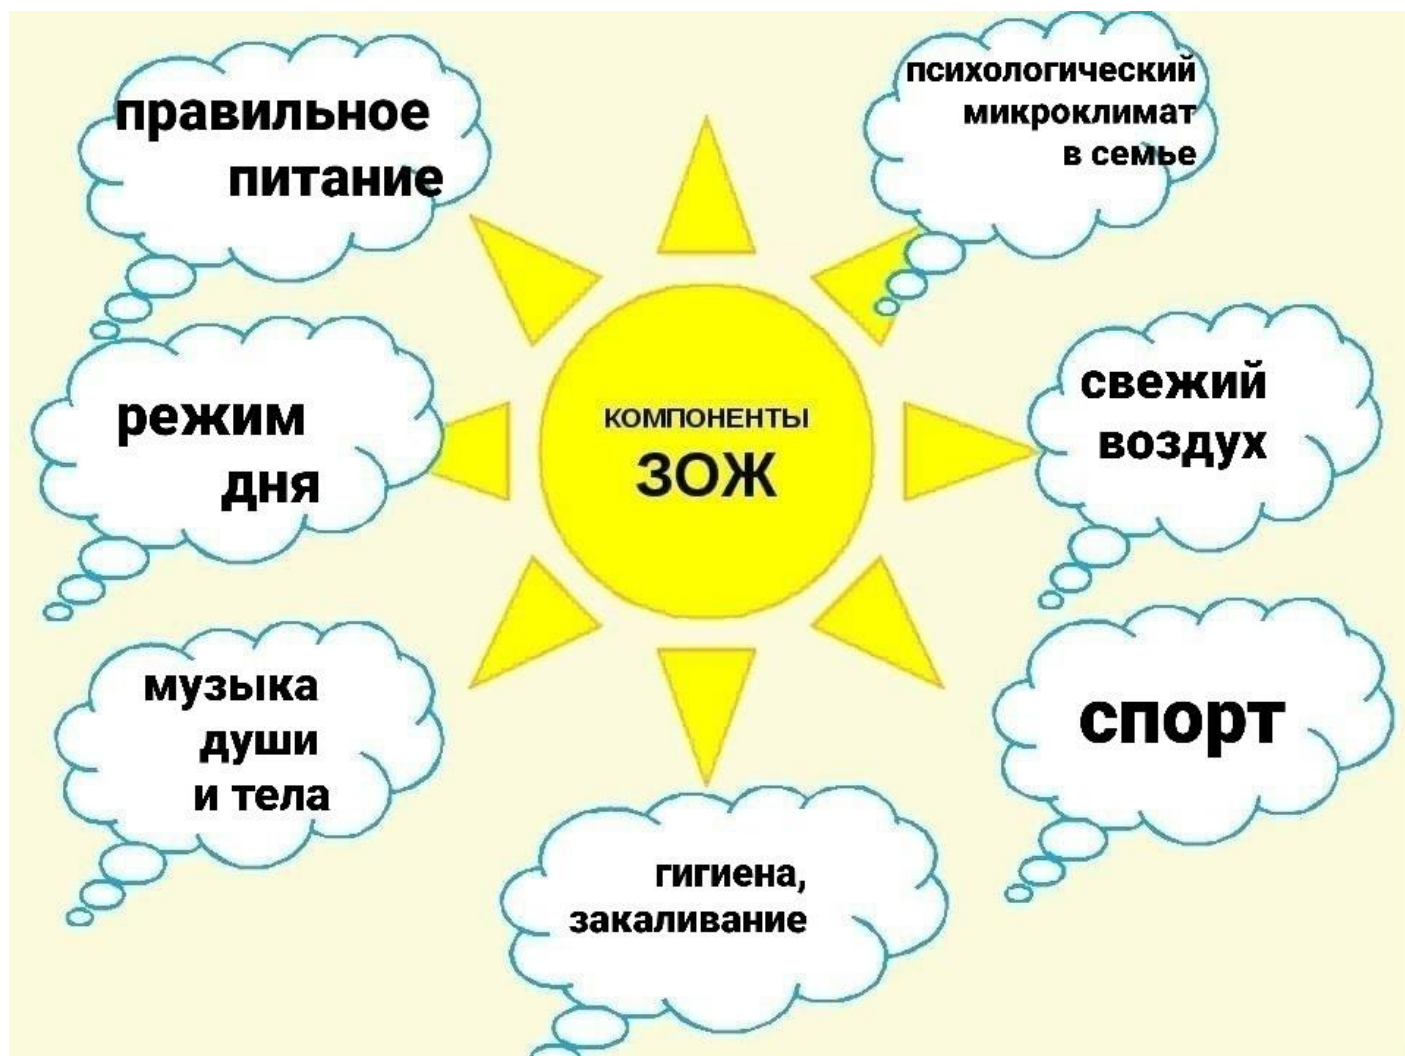 правильное
питание
психологический
микроклимат
в семье
режим
дня
КОМПОНЕНТЫ
ЗОЖ
свежий
воздух
музыка
души
и тела
спорт
гигиена,
закаливание